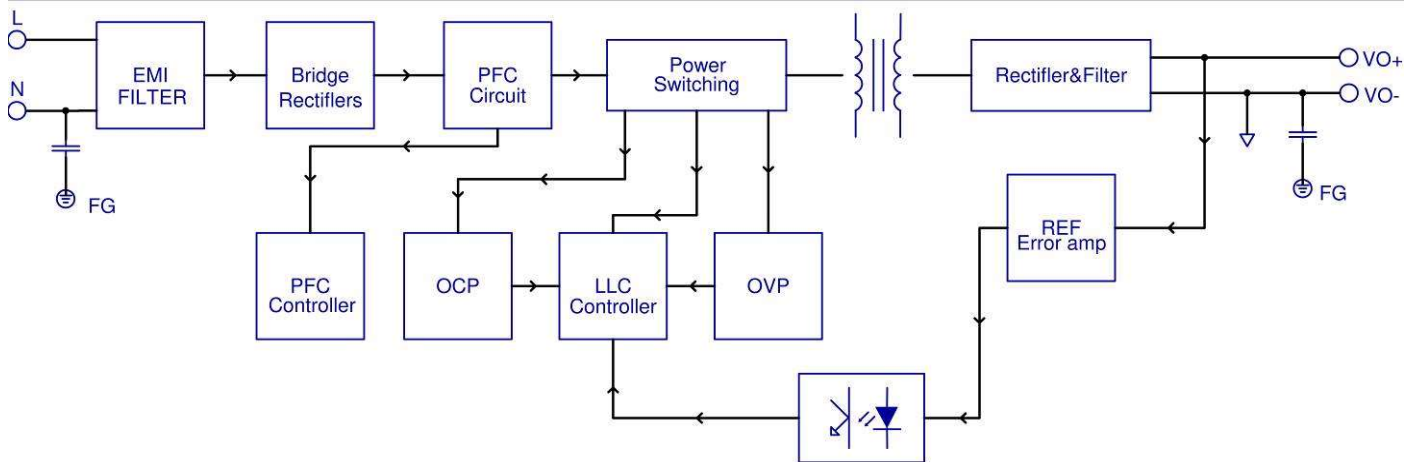 L
N
EMI
FILTER
Bridge
Rectiflers
PFC
Circuit
Power
Switching
Rectifler&Filter
VO+
VO-
FG
FG
REF
Error amp
PFC
Controller
OCP
LLC
Controller
OVP